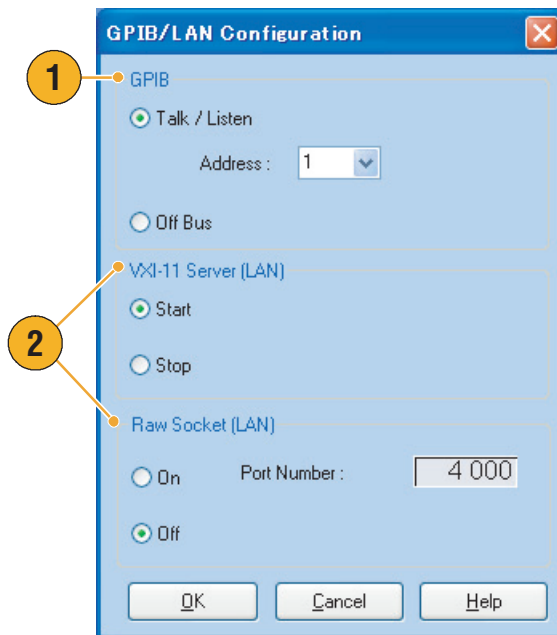 GPIB/LAN Configuration
1
GPIB
Talk / Listen
Address : 1
Off Bus
VXI-11 Server (LAN)
Start
2
Stop
Raw Socket (LAN)
On Port Number : 4 000
Off
OK Cancel Help